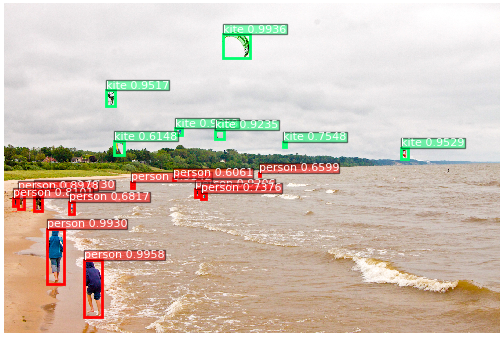 kite 0.9936
kite 0.9517
kite 0.9235
kite 0.6148
kite 0.7548
kite 0.9529
person 0.6599
person 0.6061
person
0.8978
person 0.7376
person 0.6817
person 0.9930
person 0.9958